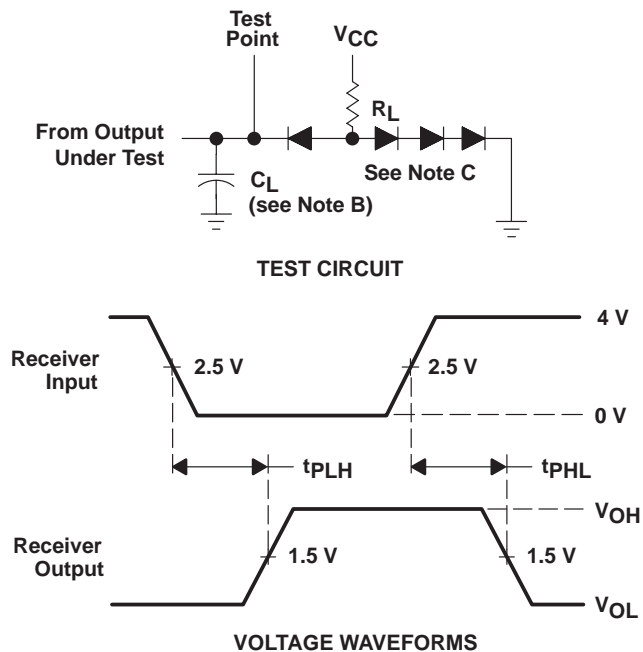 Test
Point
VCC
RL
From Output
Under Test
See Note C
CL
(see Note B)
TEST CIRCUIT
4 V
Receiver
Input
2.5 V
2.5 V
0 V
tPLH
tPHL
VOH
Receiver
Output
1.5 V
1.5 V
VOL
VOLTAGE WAVEFORMS